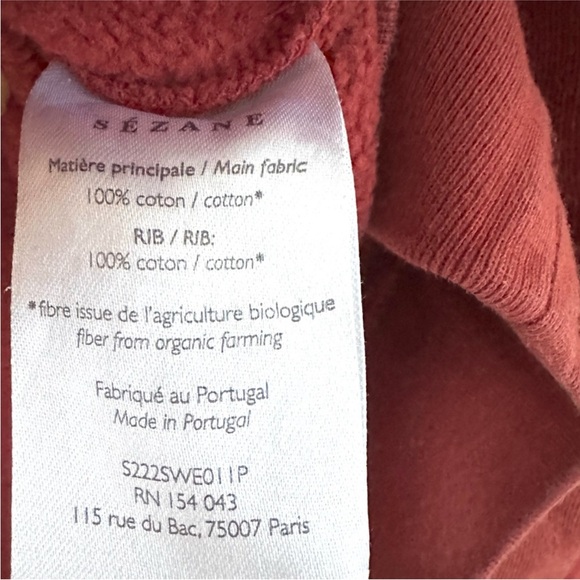 SÉZANE
Matière principale / Main fabric
100% coton / cotton*
RIB / RIB:
100% coton / cotton*
*fibre issue de l'agriculture biologique
fiber from organic farming
Fabriqué au Portugal
Made in Portugal
S222SWE011P
RN 154 043
115 rue du Bac, 75007 Paris